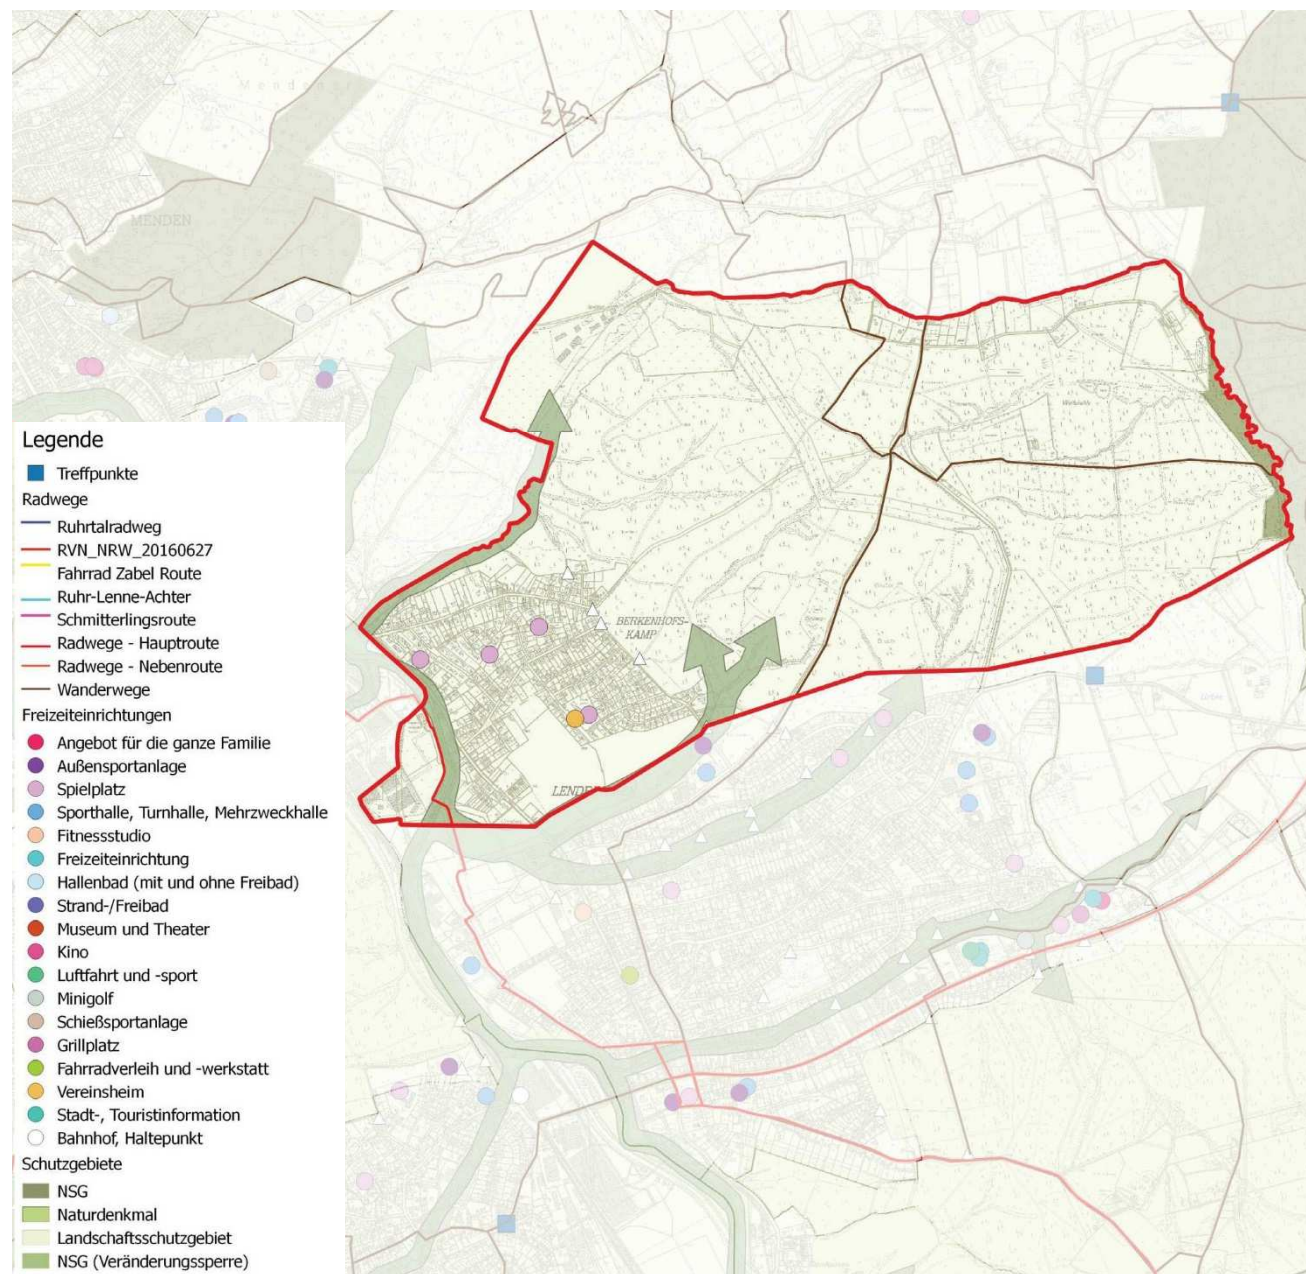 MENDEN
BERKENHOFS-
KAMP
Legende
Treffpunkte
Radwege
Ruhrtalradweg
RVN_NRW_20160627
Fahrrad Zabel Route
Ruhr-Lenne-Achter
Schmitterlingsroute
Radwege - Hauptroute
Radwege - Nebenroute
Wanderwege
Freizeiteinrichtungen
Angebot für die ganze Familie
Außensportanlage
Spielplatz
Sporthalle, Turnhalle, Mehrzweckhalle
Fitnessstudio
Freizeiteinrichtung
Hallenbad (mit und ohne Freibad)
Strand-/Freibad
Museum und Theater
Kino
Luftfahrt und -sport
Minigolf
Schießsportanlage
Grillplatz
Fahrradverleih und -werkstatt
Vereinsheim
Stadt-, Touristinformation
Bahnhof, Haltepunkt
Schutzgebiete
NSG
Naturdenkmal
Landschaftsschutzgebiet
NSG (Veränderungssperre)